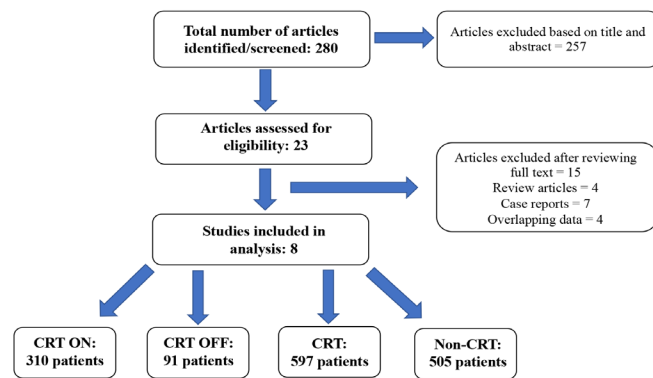 Total number of articles
identified/screened: 280
Articles excluded based on title and
abstract = 257
Articles assessed for
eligibility: 23
Articles excluded after reviewing
full text = 15
Review articles = 4
Case reports = 7
Overlapping data = 4
Studies included in
analysis: 8
CRT ON:
310 patients
CRT OFF:
91 patients
CRT:
597 patients
Non-CRT:
505 patients